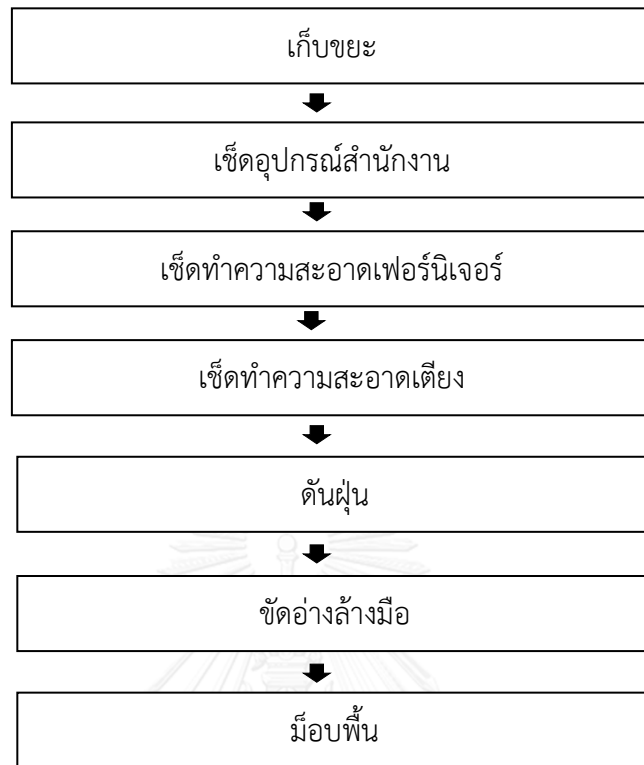 เก็บขยะ
เช็ดอุปกรณ์สำนักงาน
เช็ดทำความสะอาดเฟอร์นิเจอร์
เช็ดทำความสะอาดเตียง
ดันฝุ่น
ขัดอ่างล้างมือ
ม็อบพื้น